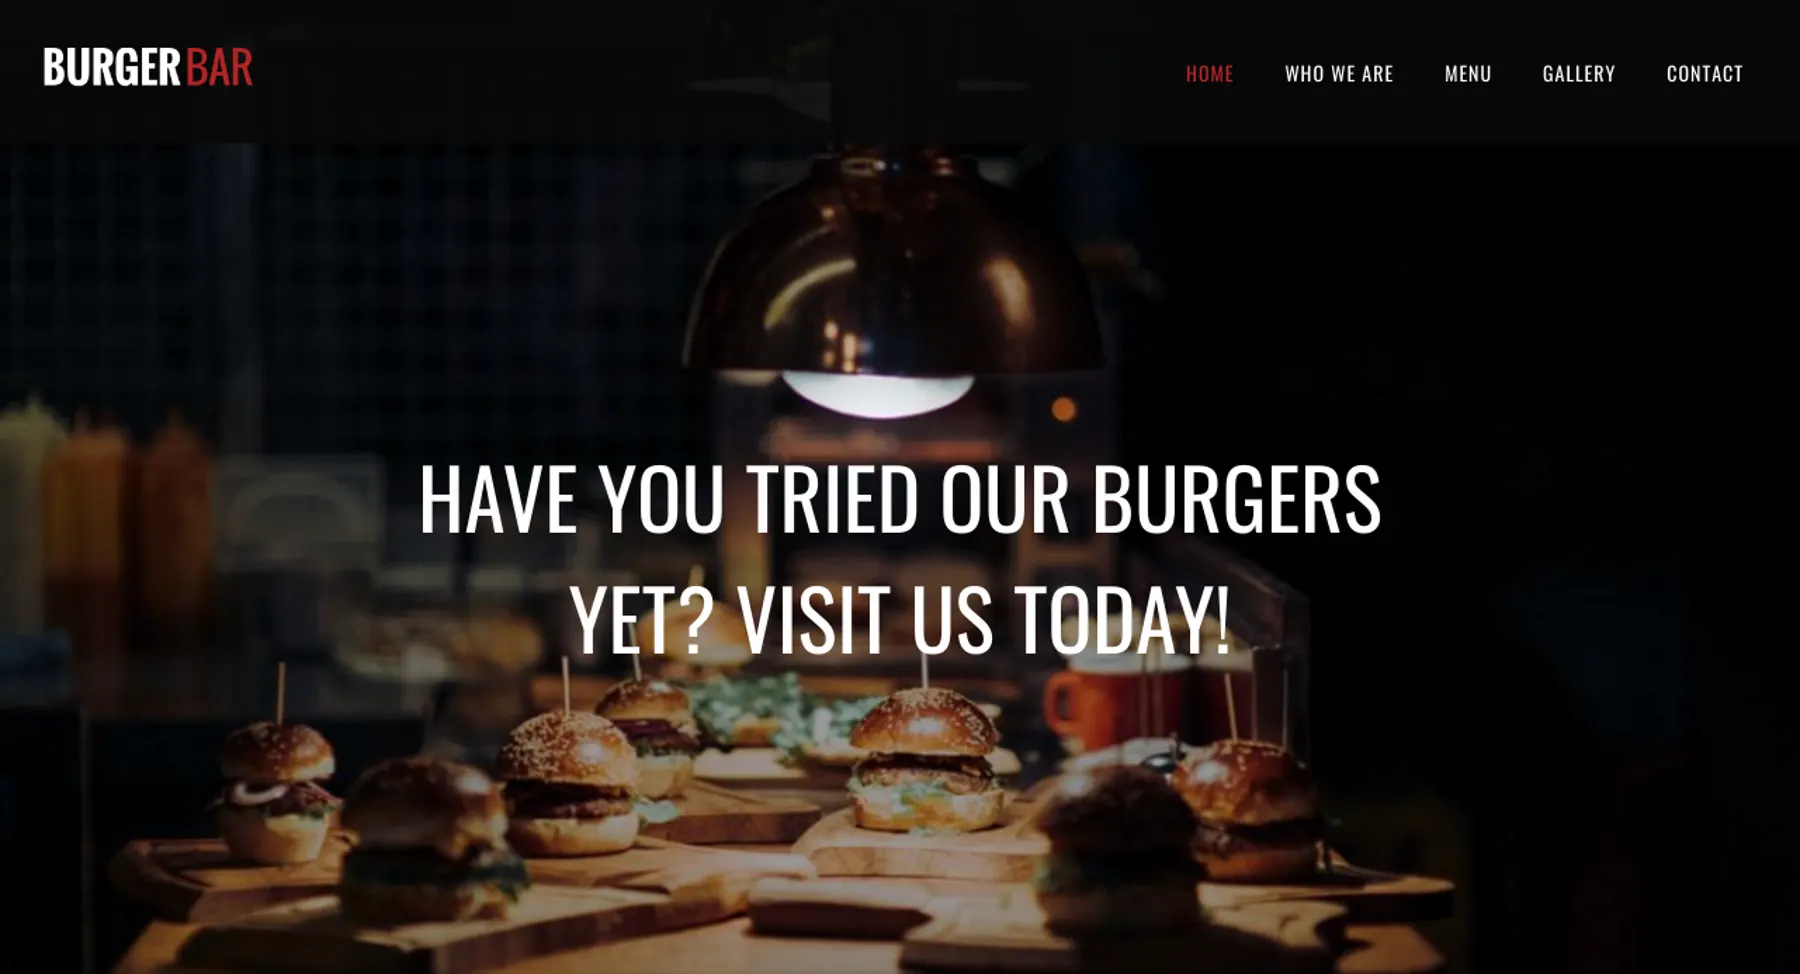 BURGER BAR
HOME WHO WE ARE MENU GALLERY CONTACT
HAVE YOU TRIED OUR BURGERS
YET? VISIT US TODAY!